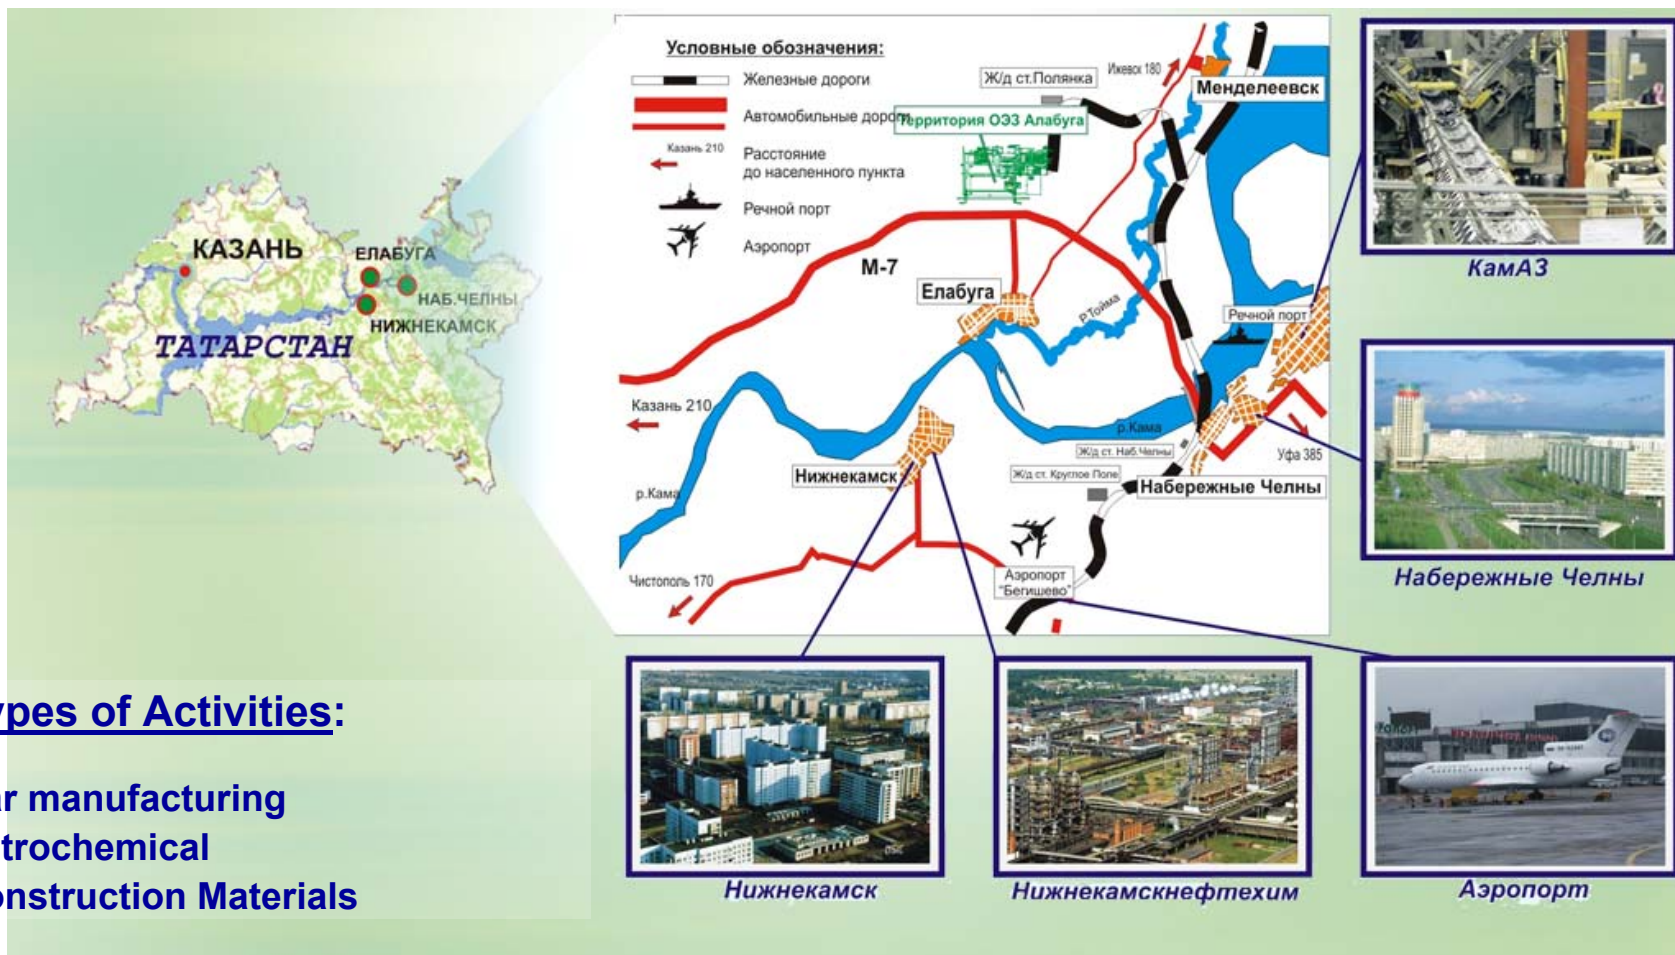 КАЗАНЬ
ЕЛАБУГА
НАБ.ЧЕЛНЫ
НИЖНЕКАМСК
ТАТАРСТАН
Условные обозначения:
Железные дороги
Автомобильные дороги
Казань 210
Расстояние
до населенного пункта
Речной порт
Аэропорт
Ж/д ст.Полянка
Ижевск 180
Менделеевск
Территория ОЭЗ Алабуга
М-7
Елабуга
р.Тойма
Речной порт
Казань 210
р.Кама
Ж/д ст. Наб.Челны
Уфа 385
Нижнекамск
Ж/д ст. Круглое Поле
Набережные Челны
р.Кама
Чистополь 170
Аэропорт
"Бегишево"
КамАЗ
Набережные Челны
Нижнекамск
Нижнекамскнефтехим
Аэропорт
ypes of Activities:
ar manufacturing
trochemical
onstruction Materials